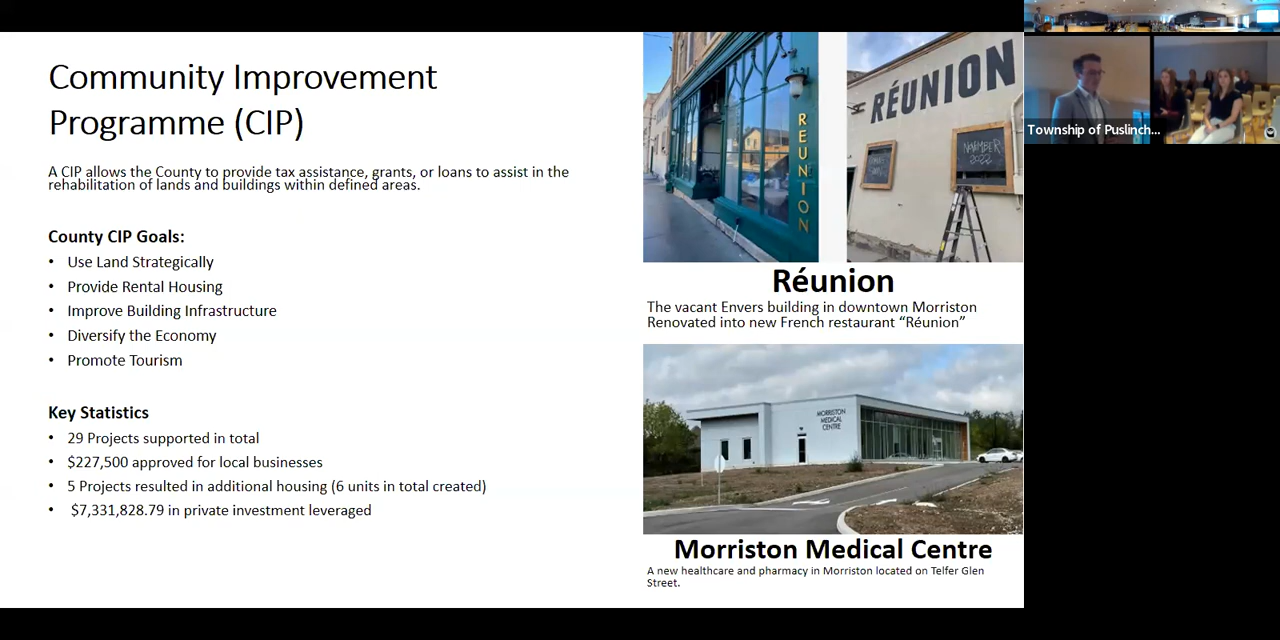 Community Improvement
Programme (CIP)
A CIP allows the County to provide tax assistance, grants, or loans to assist in the
rehabilitation of lands and buildings within defined areas.
County CIP Goals:
• Use Land Strategically
• Provide Rental Housing
• Improve Building Infrastructure
• Diversify the Economy
• Promote Tourism
Key Statistics
• 29 Projects supported in total
• $227,500 approved for local businesses
• 5 Projects resulted in additional housing (6 units in total created)
• $7,331,828.79 in private investment leveraged
REUNION
RÉUNION
NOVEMBER
2022
Réunion
The vacant Envers building in downtown Morriston
Renovated into new French restaurant “Réunion”
MORRISTON
MEDICAL
CENTRE
Morriston Medical Centre
A new healthcare and pharmacy in Morriston located on Telfer Glen
Street.
Township of Puslinch...